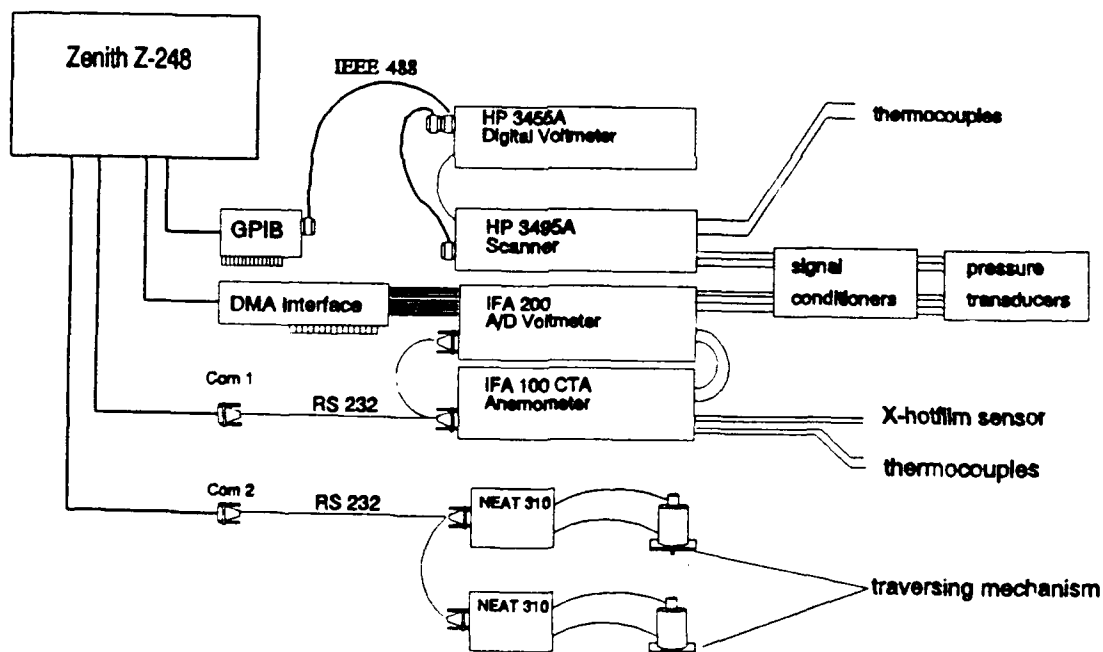 Zenith Z-248
IEEE 488
HP 3455A
Digital Voltmeter
thermocouples
GPIB
HP 3495A
Scanner
signal
conditioners
pressure
transducers
DMA Interface
IFA 200
A/D Voltmeter
Com 1
RS 232
IFA 100 CTA
Anemometer
X-hotfilm sensor
thermocouples
Com 2
RS 232
NEAT 310
traversing mechanism
NEAT 310